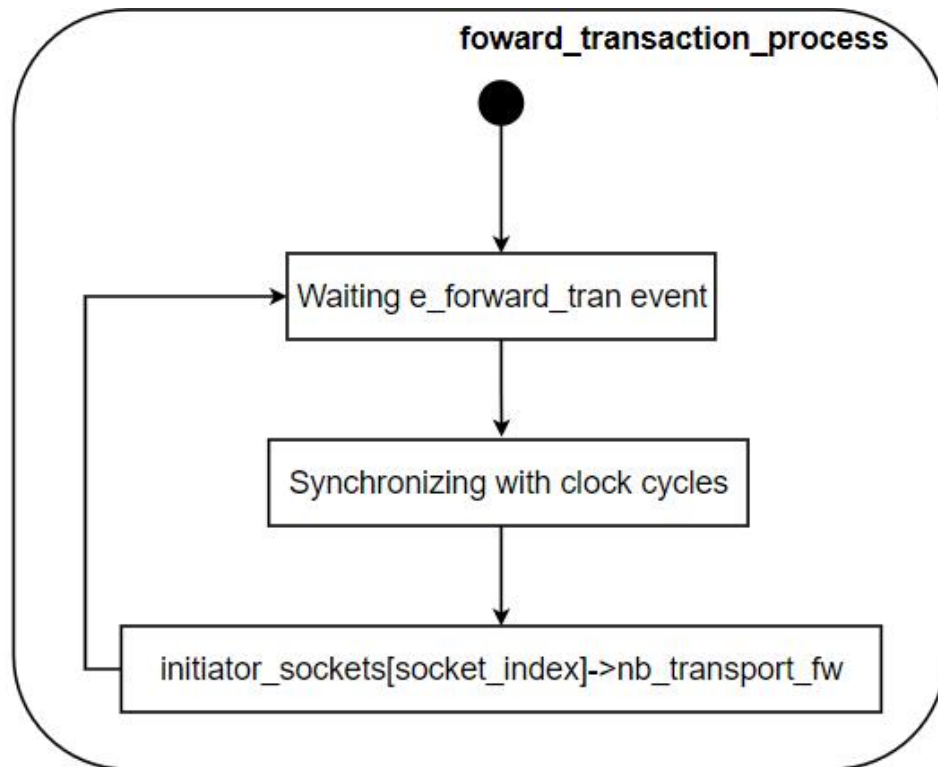 foward_transaction_process
Waiting e_forward_tran event
Synchronizing with clock cycles
initiator_sockets[socket_index]->nb_transport_fw